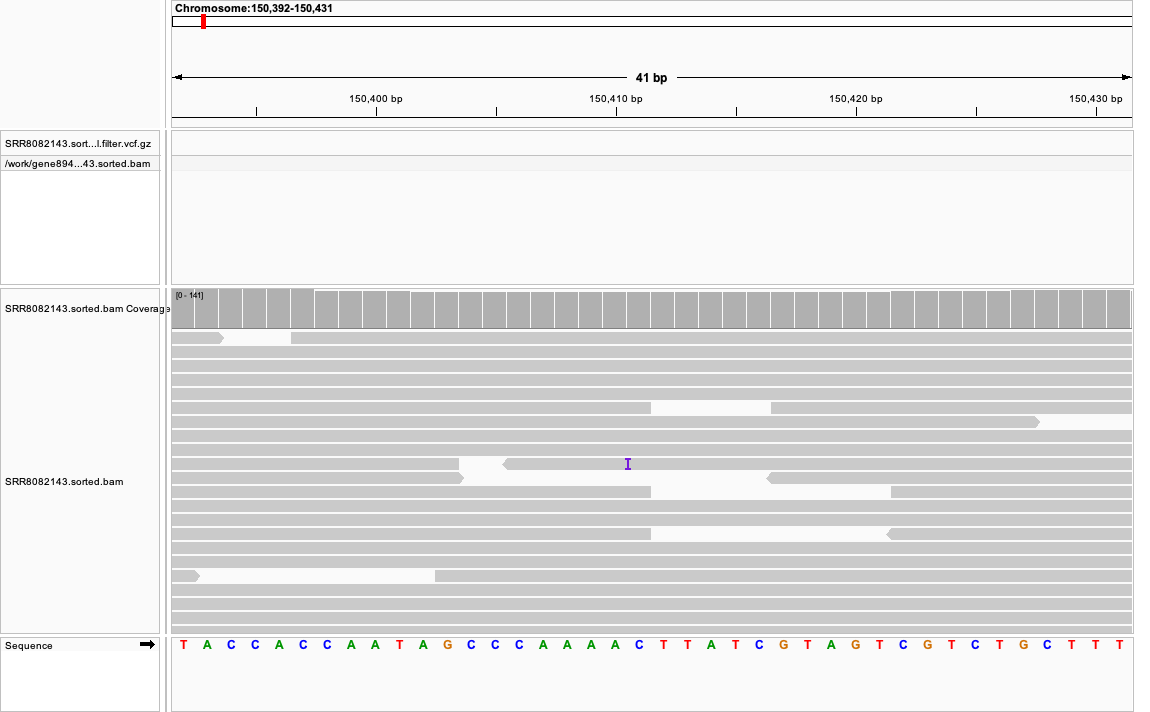 Chromosome:150,392-150,431
41 bp
150,400 bp 150,410 bp 150,420 bp 150,430 bp
SRR8082143.sort...l.filter.vcf.gz
/work/gene894...43.sorted.bam
[0 - 141]
SRR8082143.sorted.bam Coverage
I
SRR8082143.sorted.bam
Sequence T A C C A C C A A T A G C C C A A A A C T T A T C G T A G T C G T C T G C T T T